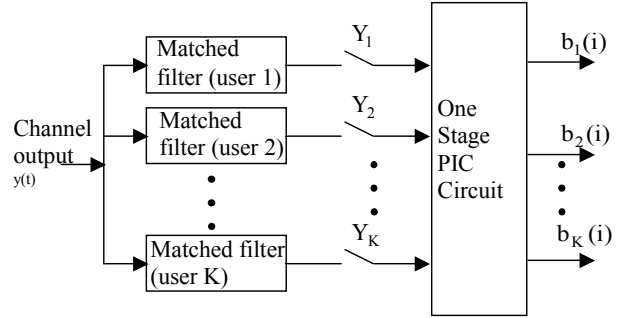 Channel
output
y(t)
Matched
filter (user 1)
Matched
filter (user 2)
Matched filter
(user K)
Y1
Y2
YK
One
Stage
PIC
Circuit
b1(i)
b2(i)
bK(i)